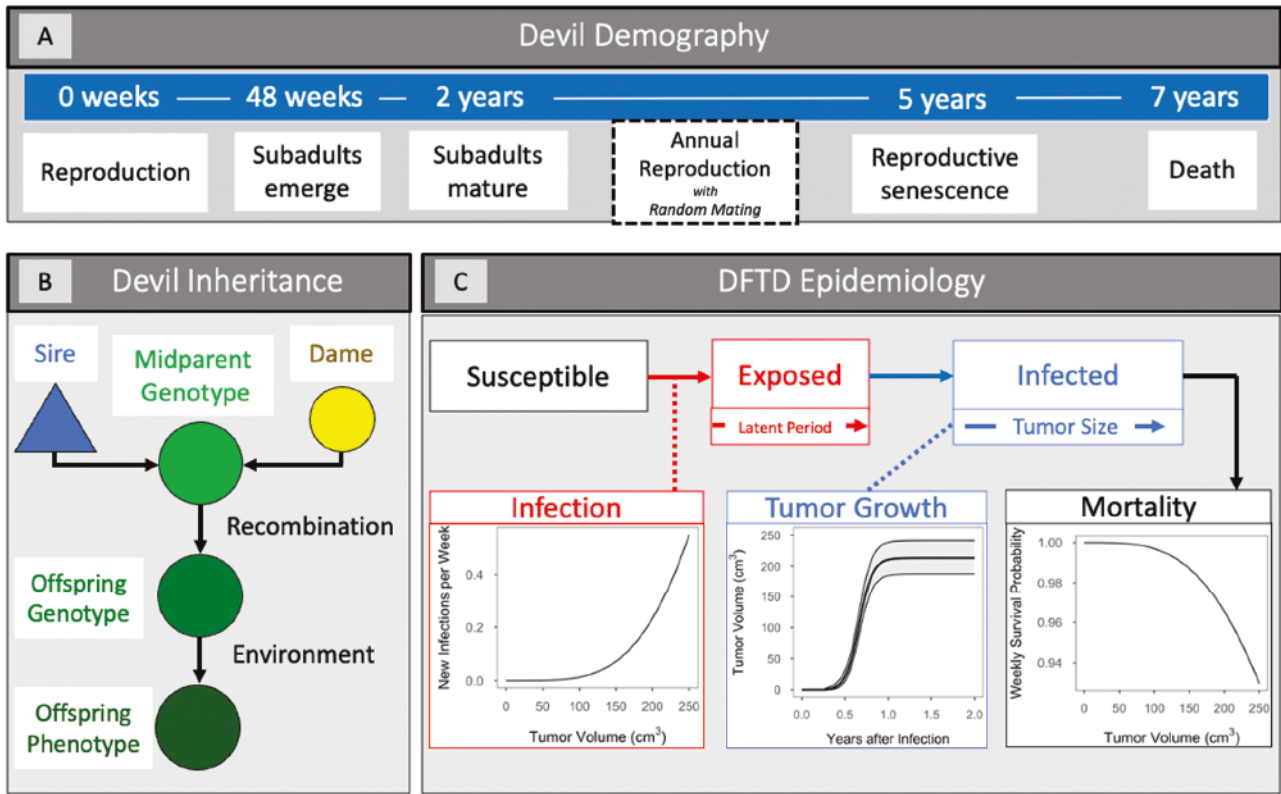 A
Devil Demography
0 weeks
48 weeks
2 years
5 years
7 years
Reproduction
Subadults
emerge
Subadults
mature
Annual
Reproduction
with
Random Mating
Reproductive
senescence
Death
B
Devil Inheritance
Sire
Midparent
Genotype
Dame
Recombination
Offspring
Genotype
Environment
Offspring
Phenotype
C
DFTD Epidemiology
Susceptible
Exposed
Latent Period
Infected
Tumor Size
Infection
New Infections per Week
0.4
0.2
0.0
0 50 100 150 200 250
Tumor Volume (cm³)
Tumor Growth
Tumor Volume (cm³)
250
200
150
100
50
0
0.0 0.5 1.0 1.5 2.0
Years after Infection
Mortality
Weekly Survival Probability
1.00
0.98
0.96
0.94
0 50 100 150 200 250
Tumor Volume (cm³)